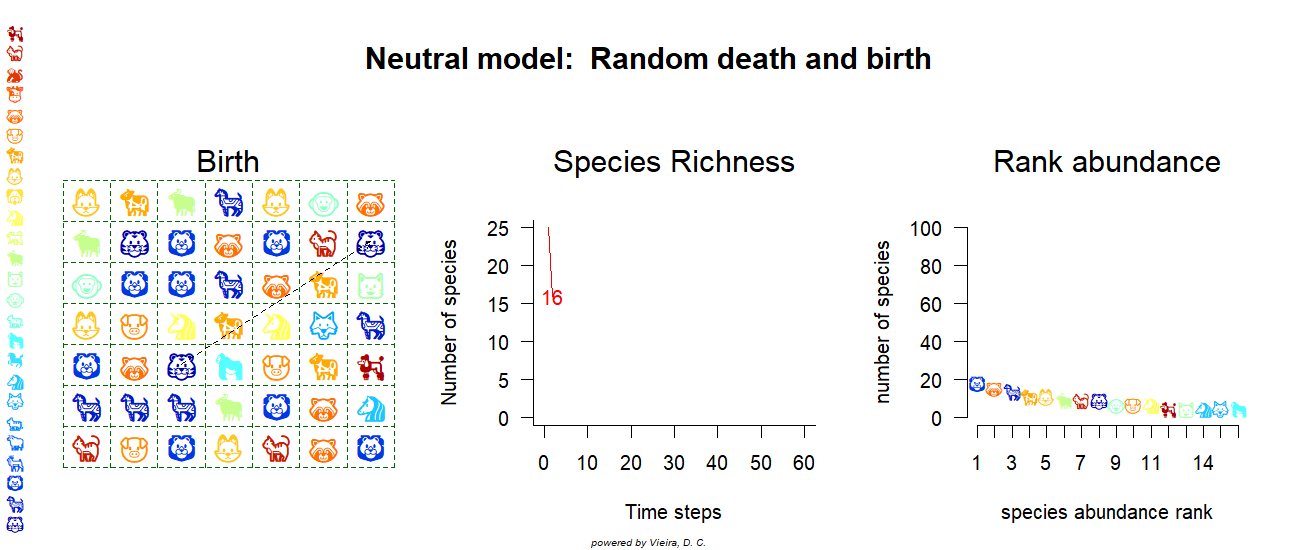 Neutral model:  Random death and birth
Birth
Species Richness
Rank abundance
Number of species
25
20
15
10
5
0
16
0 10 20 30 40 50 60
Time steps
number of species
100
80
60
40
20
0
1 3 5 7 9 11 14
species abundance rank
powered by Vieira, D. C.